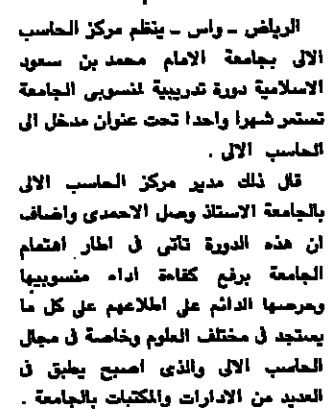 الرياض ـ واس ـ ينظم مركز الحاسب
الالى بجامعة الامام محمد بن سعود
الاسلامية دورة تدريبية لمنسوبى الجامعة
تستمر شهرا واحدا تحت عنوان مدخل الى
الحاسب الالى .
قال ذلك مدير مركز الحاسب الالى
بالجامعة الاستاذ وصل الاحمدى واضاف
ان هذه الدورة تاتى فى اطار اهتمام
الجامعة برفع كفاءة اداء منسوبيها
وحرصها الدائم على اطلاعهم على كل ما
يستجد فى مختلف العلوم وخاصة فى مجال
الحاسب الالى والذى اصبح يطبق فى
العديد من الادارات والمكتبات بالجامعة .